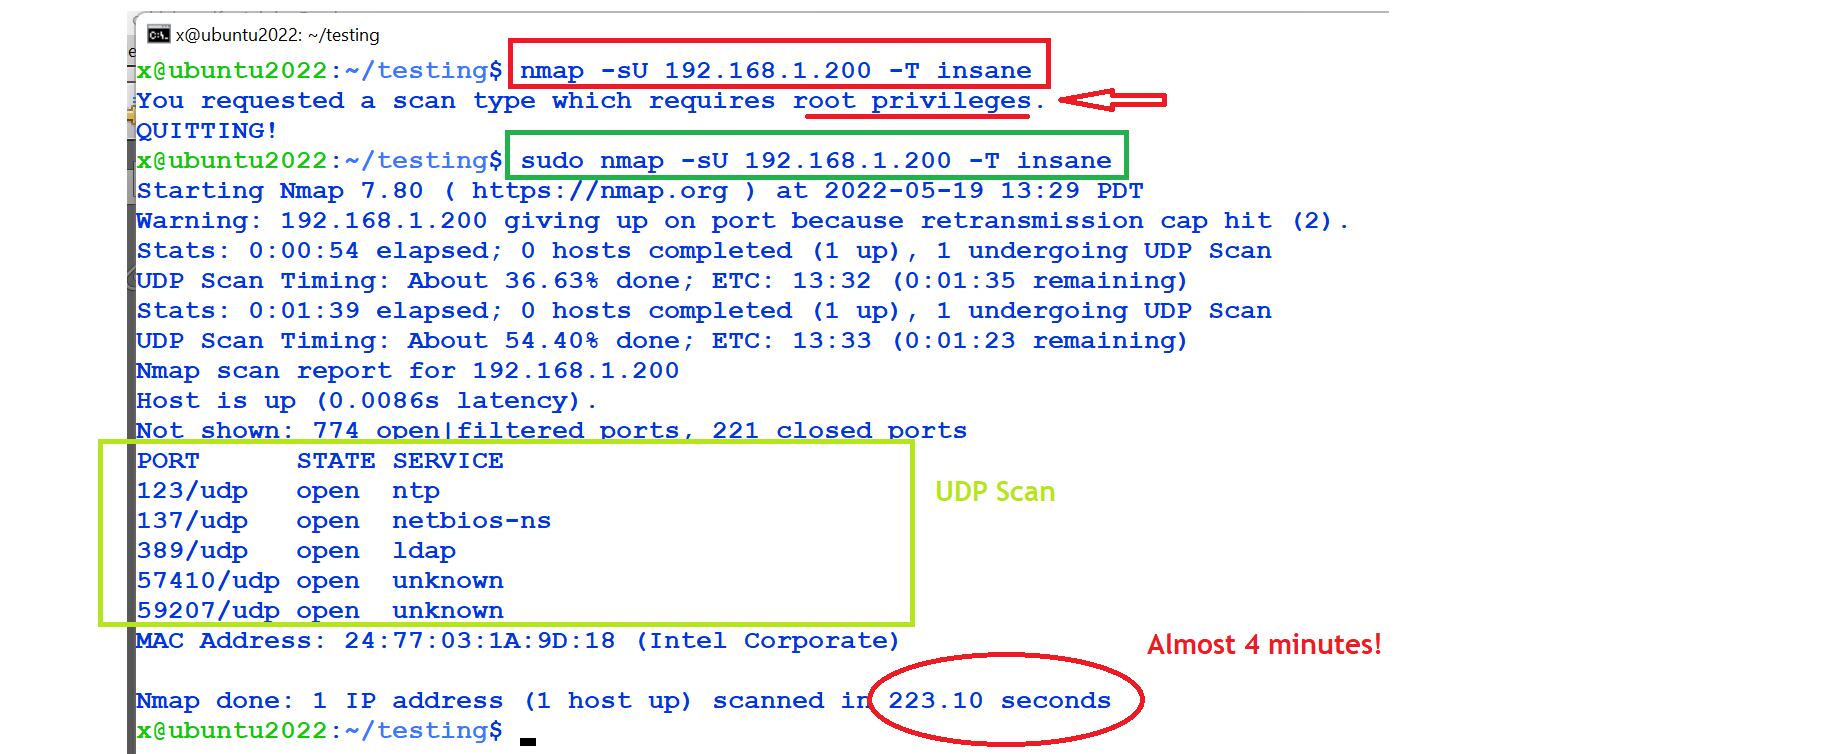 x@ubuntu2022: ~/testing
x@ubuntu2022:~/testing$ nmap -sU 192.168.1.200 -T insane
You requested a scan type which requires root privileges.
QUITTING!
x@ubuntu2022:~/testing$ sudo nmap -sU 192.168.1.200 -T insane
Starting Nmap 7.80 ( https://nmap.org ) at 2022-05-19 13:29 PDT
Warning: 192.168.1.200 giving up on port because retransmission cap hit (2).
Stats: 0:00:54 elapsed; 0 hosts completed (1 up), 1 undergoing UDP Scan
UDP Scan Timing: About 36.63% done; ETC: 13:32 (0:01:35 remaining)
Stats: 0:01:39 elapsed; 0 hosts completed (1 up), 1 undergoing UDP Scan
UDP Scan Timing: About 54.40% done; ETC: 13:33 (0:01:23 remaining)
Nmap scan report for 192.168.1.200
Host is up (0.0086s latency).
Not shown: 774 open|filtered ports, 221 closed ports
PORT      STATE SERVICE
123/udp   open  ntp
UDP Scan
137/udp   open  netbios-ns
389/udp   open  ldap
57410/udp open  unknown
59207/udp open  unknown
MAC Address: 24:77:03:1A:9D:18 (Intel Corporate)
Almost 4 minutes!
Nmap done: 1 IP address (1 host up) scanned in 223.10 seconds
x@ubuntu2022:~/testing$